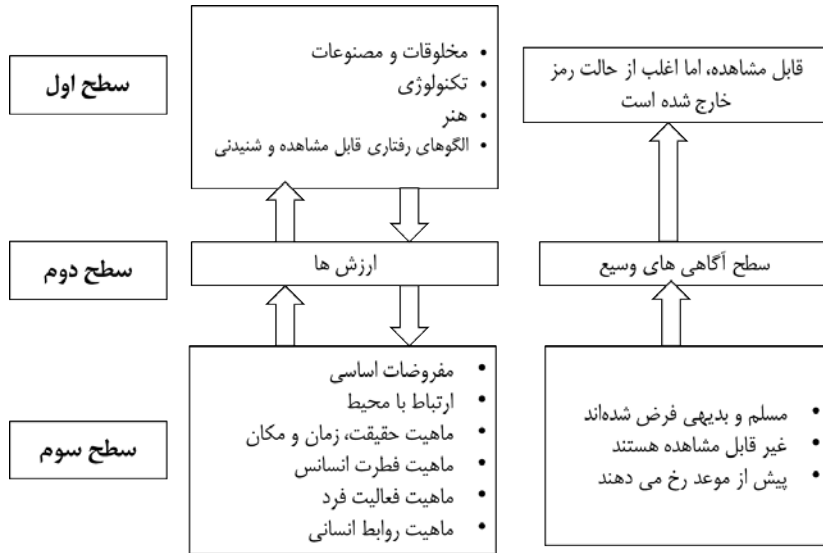 سطح اول
مخلوقات و مصنوعات
تکنولوژی
هنر
الگوهای رفتاری قابل مشاهده و شنیدنی
قابل مشاهده، اما اغلب از حالت رمز
خارج شده است
سطح دوم
ارزش ها
سطح آگاهی های وسیع
سطح سوم
مفروضات اساسی
ارتباط با محیط
ماهیت حقیقت، زمان و مکان
ماهیت فطرت انسانس
ماهیت فعالیت فرد
ماهیت روابط انسانی
مسلم و بدیهی فرض شده‌اند
غیر قابل مشاهده هستند
پیش از موعد رخ می دهند